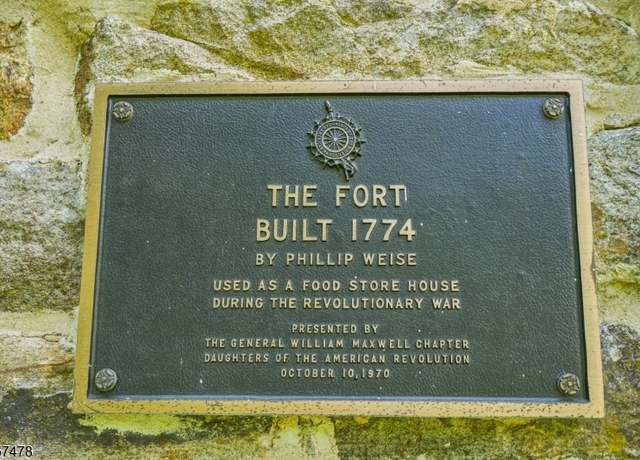 THE FORT
BUILT 1774
BY PHILLIP WEISE
USED AS A FOOD STORE HOUSE
DURING THE REVOLUTIONARY WAR
PRESENTED BY
THE GENERAL WILLIAM MAXWELL CHAPTER
DAUGHTERS OF THE AMERICAN REVOLUTION
OCTOBER 10, 1970